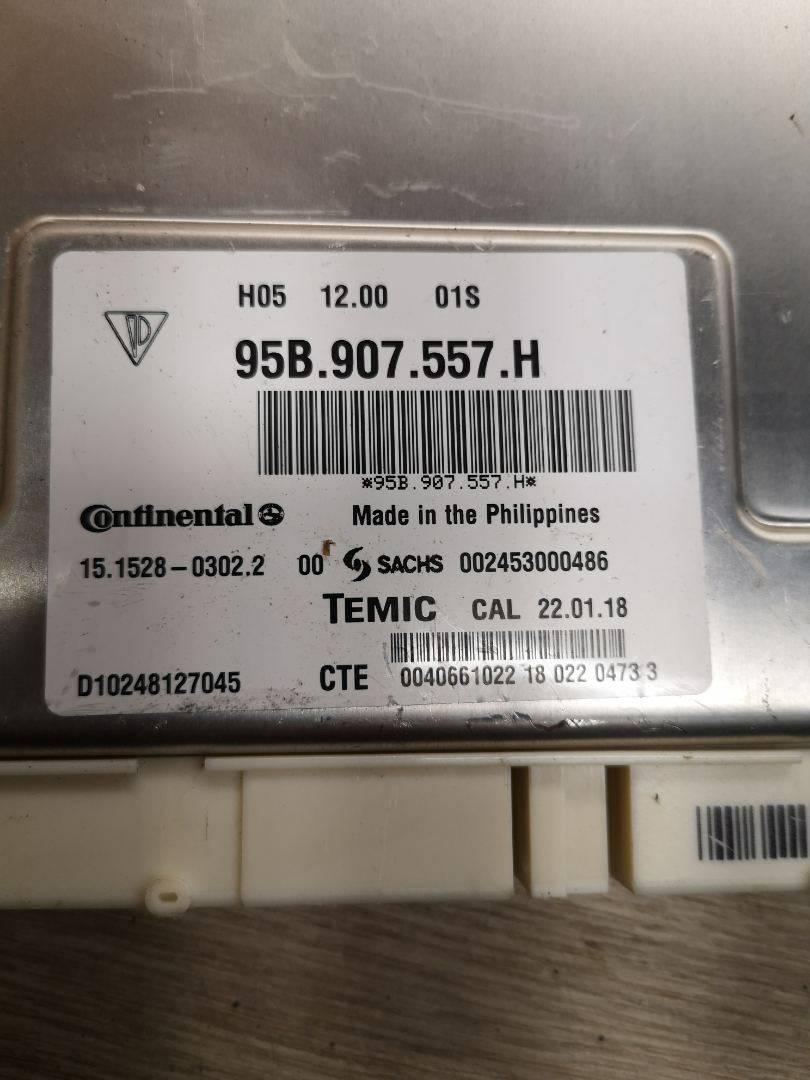 H05 12.00 01S
95B.907.557.H
*95B.907.557.H*
Continental Made in the Philippines
15.1528-0302.2 00 SACHS 002453000486
TEMIC CAL 22.01.18
D10248127045 CTE 0040661022 18 022 0473 3